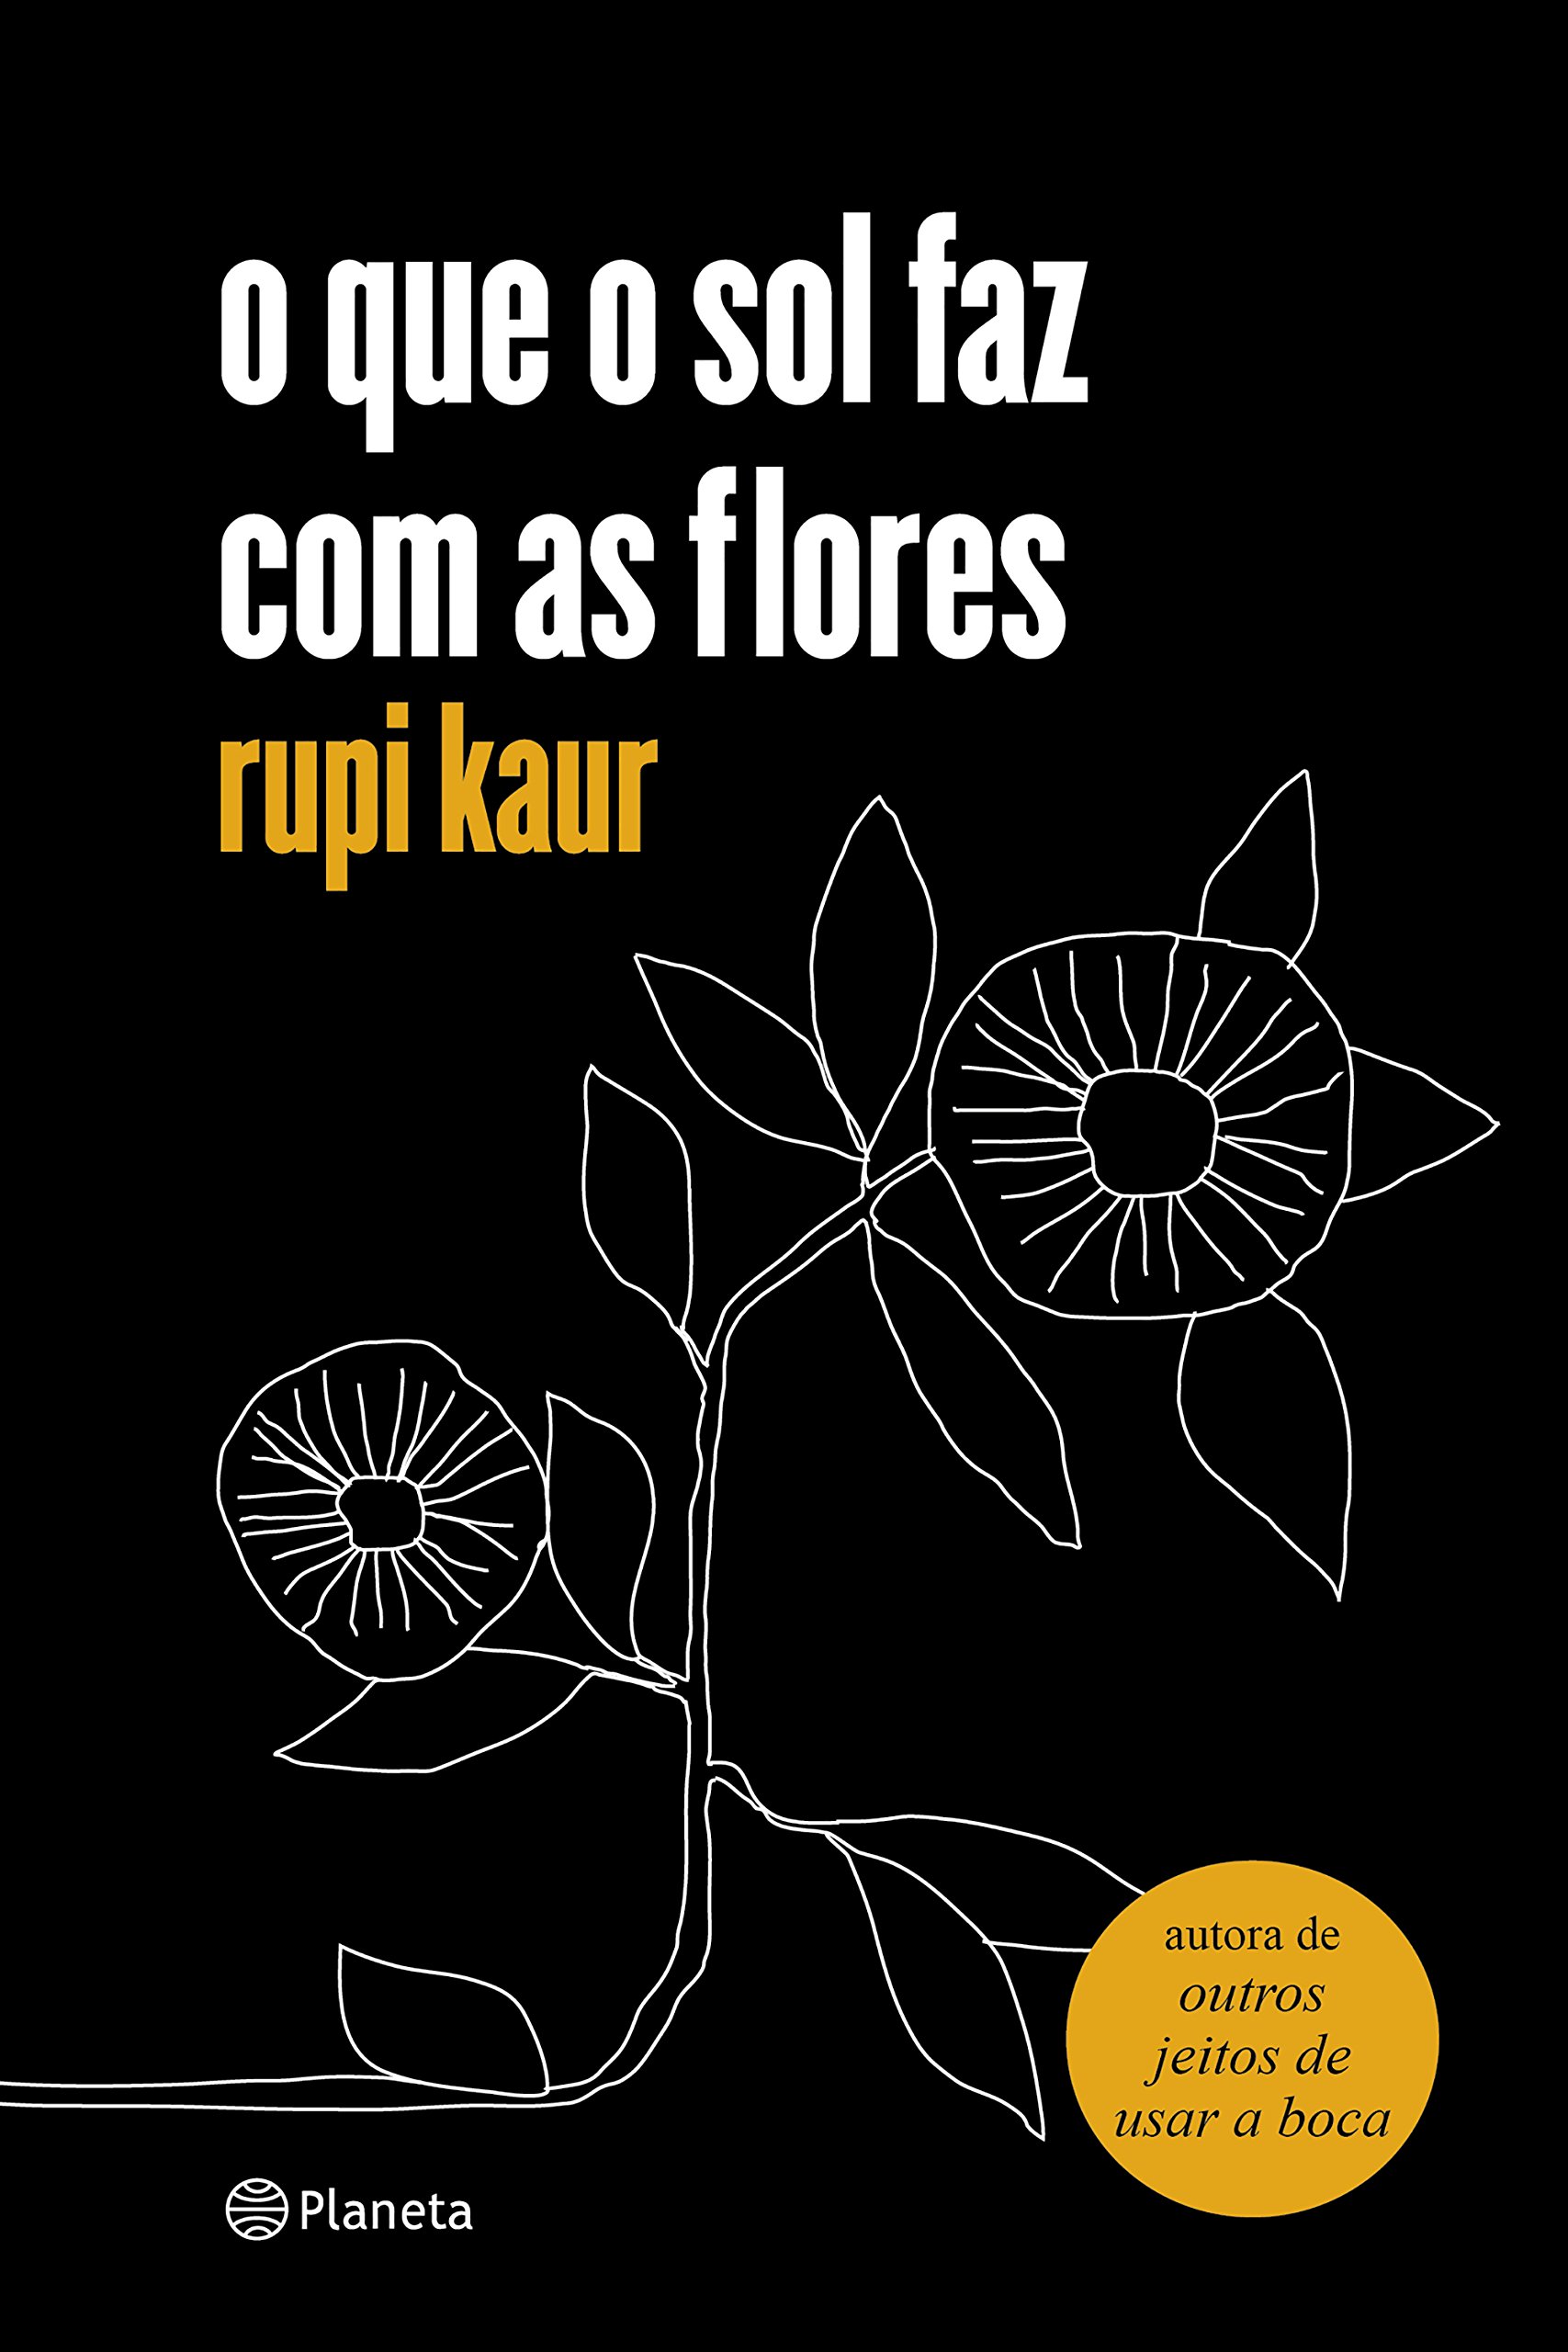 o que o sol faz
com as flores
rupi kaur
autora de
outros
jeitos de
usar a boca
Planeta